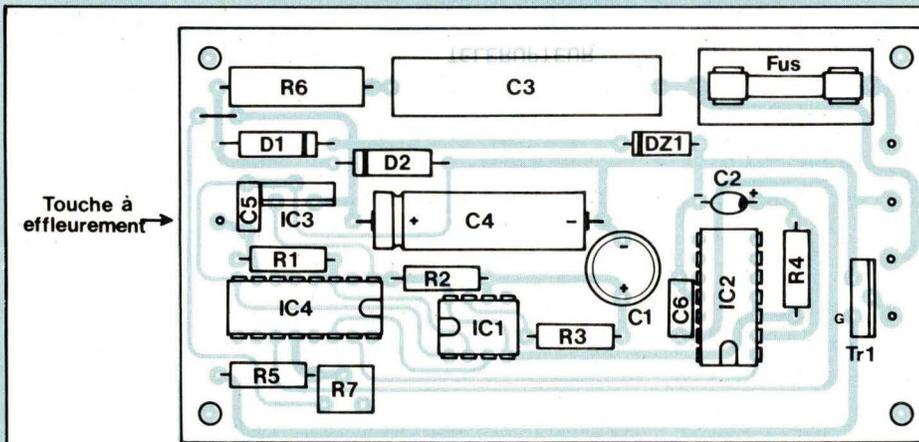 TELERUPTEUR
Fus
R6
C3
D1
DZ1
D2
C2
- +
Touche à
effleurement
C5
IC3
+ C4 -
R4
R1
-
+
C1
R2
IC2
C6
IC4
IC1
R3
G
Tr1
R5
R7